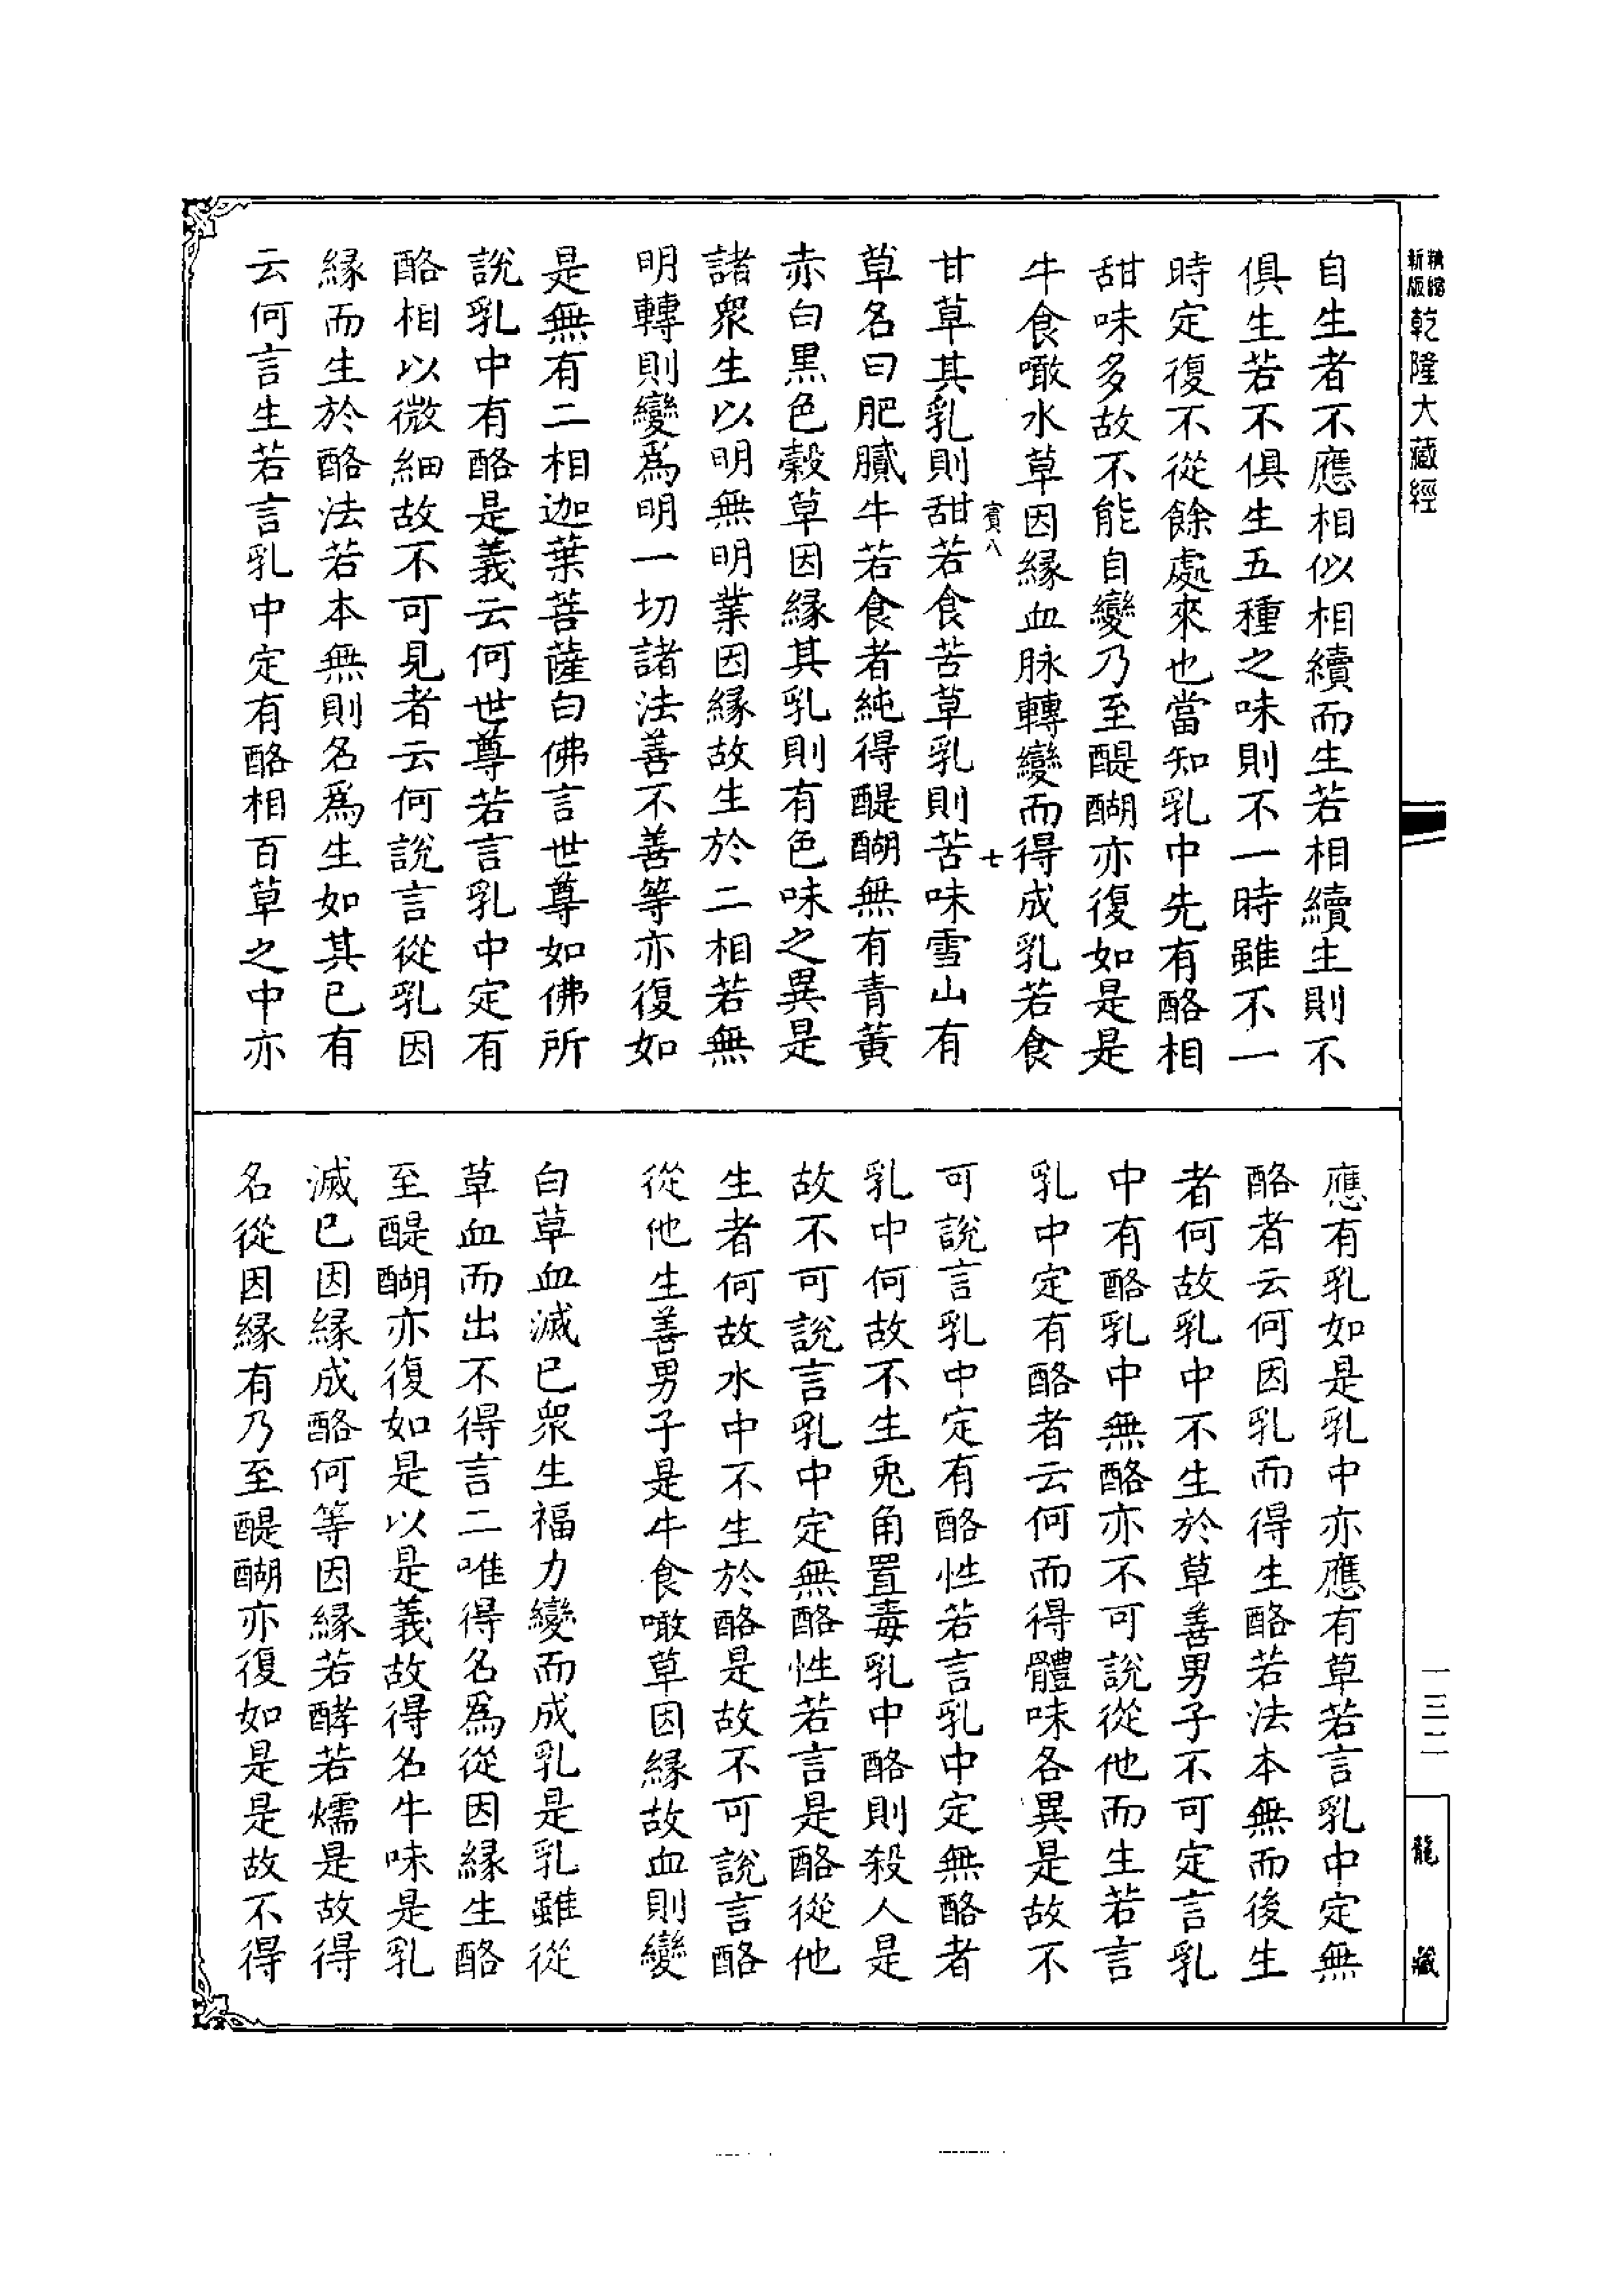 精縮新版乾隆大藏經
自生者不應相似相續而生若相續生則不
俱生若不俱生五種之味則不一時雖不一
時定復不從餘處來也當知乳中先有酪相
甜味多故不能自變乃至醍醐亦復如是是
牛食噉水草因緣血脉轉變而得成乳若食
賓八 七
甘草其乳則甜若食苦草乳則苦味雪山有
草名曰肥膩牛若食者純得醍醐無有青黃
赤白黑色穀草因緣其乳則有色味之異是
諸衆生以明無明業因緣故生於二相若無
明轉則變爲明一切諸法善不善等亦復如
是無有二相迦葉菩薩白佛言世尊如佛所
說乳中有酪是義云何世尊若言乳中定有
酪相以微細故不可見者云何說言從乳因
緣而生於酪法若本無則名爲生如其已有
云何言生若言乳中定有酪相百草之中亦
應有乳如是乳中亦應有草若言乳中定無
酪者云何因乳而得生酪若法本無而後生
者何故乳中不生於草善男子不可定言乳
中有酪乳中無酪亦不可說從他而生若言
乳中定有酪者云何而得體味各異是故不
可說言乳中定有酪性若言乳中定無酪者
乳中何故不生兎角置毒乳中酪則殺人是
故不可說言乳中定無酪性若言是酪從他
生者何故水中不生於酪是故不可說言酪
從他生善男子是牛食噉草因緣故血則變
白草血滅已衆生福力變而成乳是乳雖從
草血而出不得言二唯得名爲從因緣生酪
至醍醐亦復如是以是義故得名牛味是乳
滅已因緣成酪何等因緣若酵若煗是故得
名從因緣有乃至醍醐亦復如是是故不得
一三二
龍藏